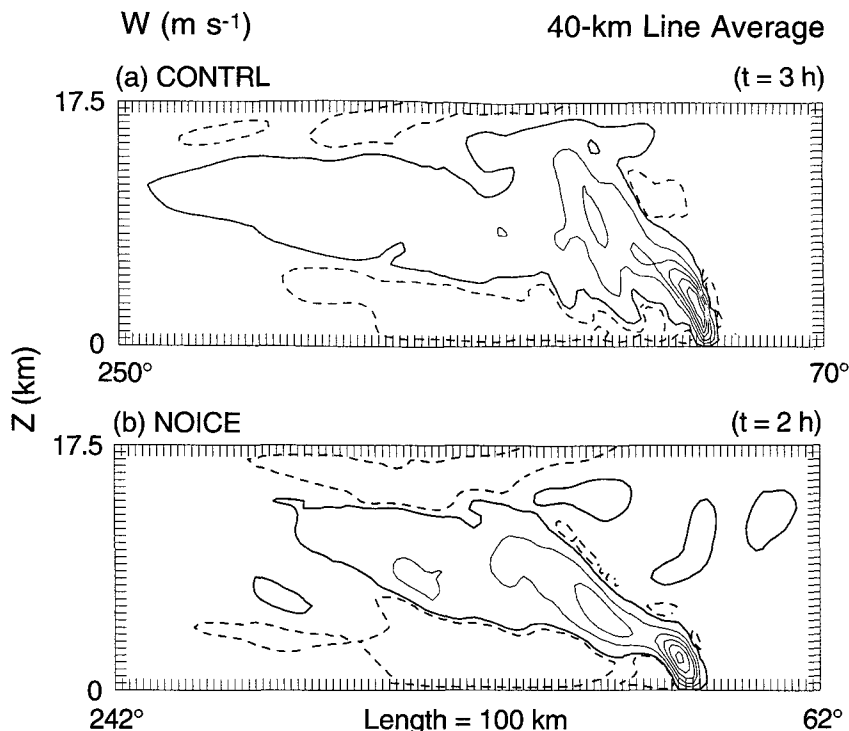 W (m s-1) 40-km Line Average
(a) CONTRL (t = 3 h)
17.5
0
250° 70°
Z (km)
(b) NOICE (t = 2 h)
17.5
0
242° Length = 100 km 62°